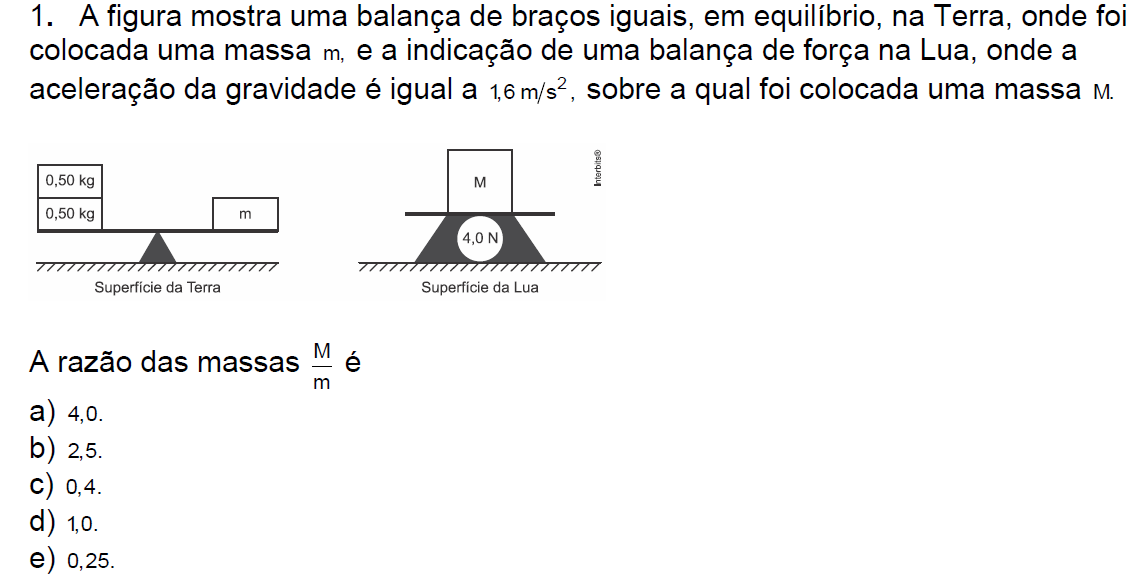 1. A figura mostra uma balança de braços iguais, em equilíbrio, na Terra, onde foi
colocada uma massa m, e a indicação de uma balança de força na Lua, onde a
aceleração da gravidade é igual a 1,6 m/s², sobre a qual foi colocada uma massa M.
0,50 kg
0,50 kg
m
Superfície da Terra
M
4,0 N
Superfície da Lua
Interbits®
A razão das massas M/m é
a) 4,0.
b) 2,5.
c) 0,4.
d) 1,0.
e) 0,25.